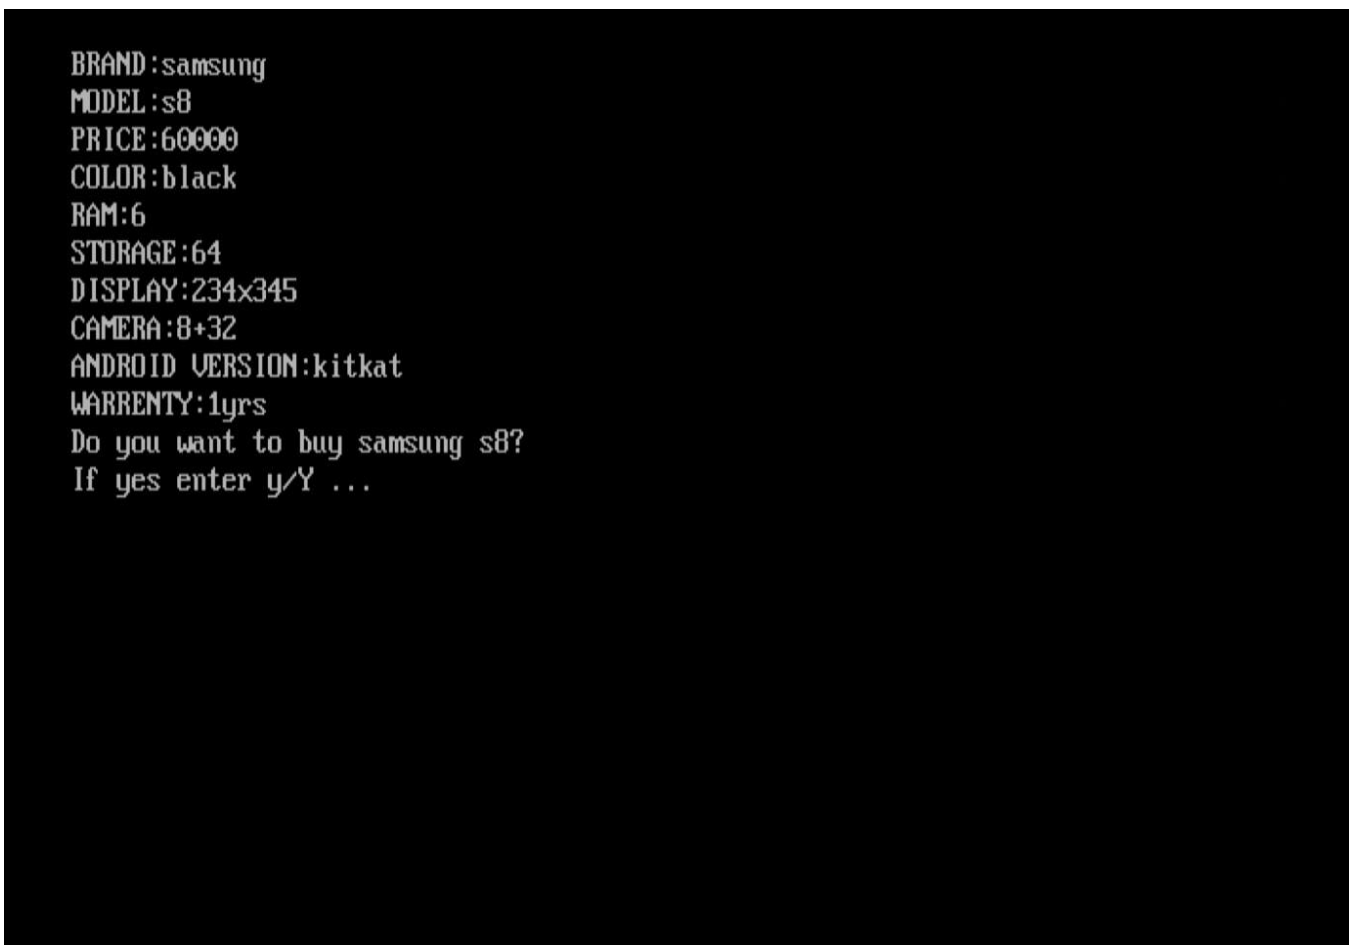 BRAND:samsung
MODEL:s8
PRICE:60000
COLOR:black
RAM:6
STORAGE:64
DISPLAY:234x345
CAMERA:8+32
ANDROID VERSION:kitkat
WARRENTY:1yrs
Do you want to buy samsung s8?
If yes enter y/Y ...